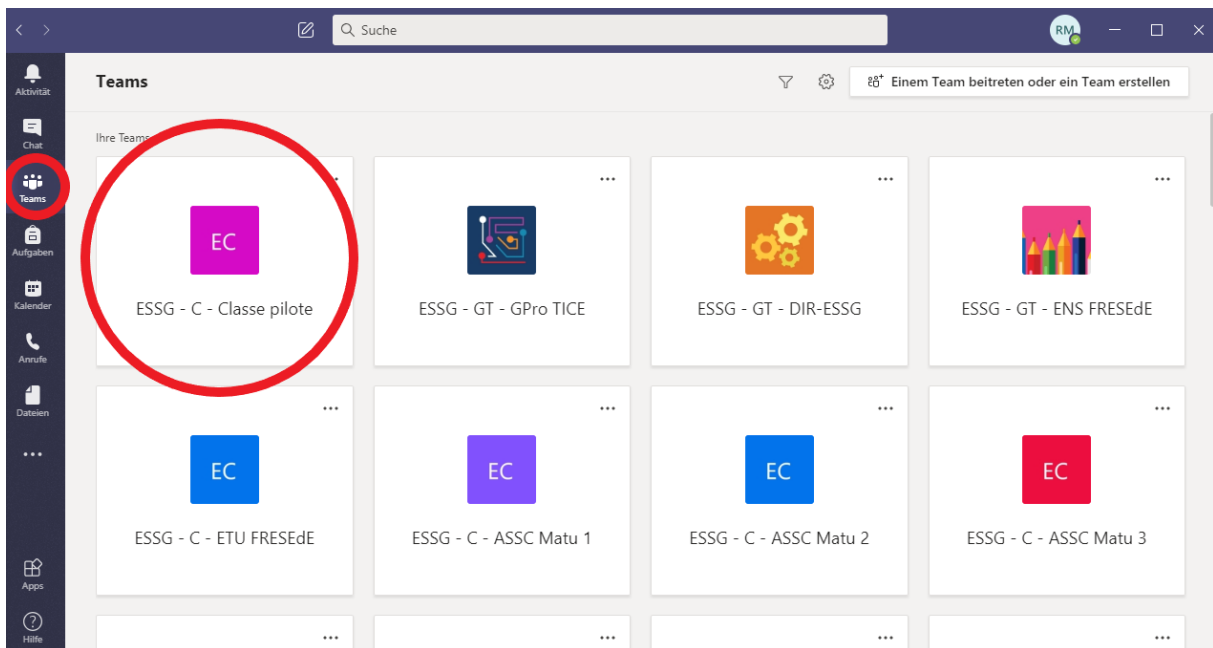 Suche
RM
Aktivität
Chat
Teams
Aufgaben
Kalender
Anrufe
Dateien
Apps
Hilfe
Teams
Einem Team beitreten oder ein Team erstellen
Ihre Teams
EC
ESSG - C - Classe pilote
ESSG - GT - GPro TICE
ESSG - GT - DIR-ESSG
ESSG - GT - ENS FRESEdE
EC
ESSG - C - ETU FRESEdE
EC
ESSG - C - ASSC Matu 1
EC
ESSG - C - ASSC Matu 2
EC
ESSG - C - ASSC Matu 3